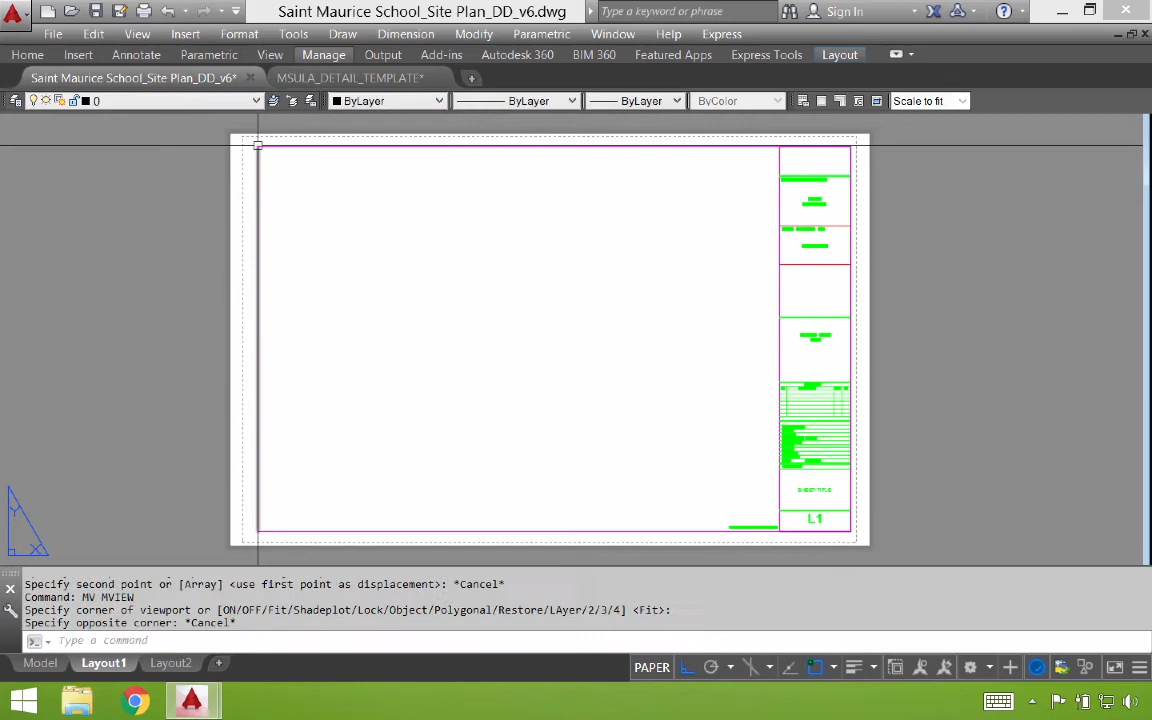 Saint Maurice School_Site Plan_DD_v6.dwg
Type a keyword or phrase
Sign In
File Edit View Insert Format Tools Draw Dimension Modify Parametric Window Help Express
Home Insert Annotate Parametric View Manage Output Add-ins Autodesk 360 BIM 360 Featured Apps Express Tools Layout
Saint Maurice School_Site Plan_DD_v6* MSULA_DETAIL_TEMPLATE*
0 ByLayer ByLayer ByLayer ByColor Scale to fit
SHEET TITLE
L1
Y
X
Specify second point or [Array] <use first point as displacement>: *Cancel*
Command: MV MVIEW
Specify corner of viewport or [ON/OFF/Fit/Shadeplot/Lock/Object/Polygonal/Restore/LAyer/2/3/4] <Fit>:
Specify opposite corner: *Cancel*
Type a command
Model Layout1 Layout2 PAPER